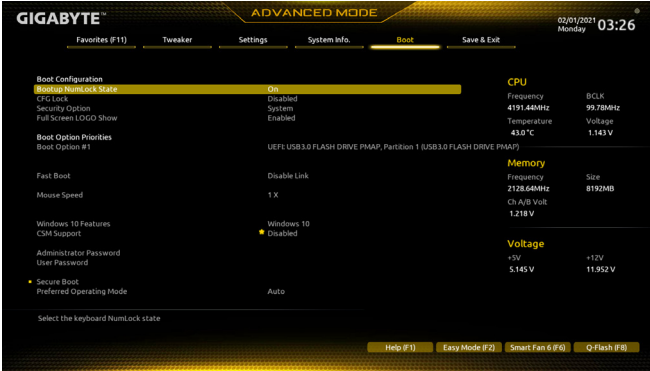 GIGABYTE™
ADVANCED MODE
02/01/2021 Monday 03:26
Favorites (F11) Tweaker Settings System Info. Boot Save & Exit
Boot Configuration
Bootup NumLock State On
CFG Lock Disabled
Security Option System
Full Screen LOGO Show Enabled
Boot Option Priorities
Boot Option #1 UEFI: USB3.0 FLASH DRIVE PMAP, Partition 1 (USB3.0 FLASH DRIVE PMAP)
Fast Boot Disable Link
Mouse Speed 1 X
Windows 10 Features Windows 10
CSM Support Disabled
Administrator Password
User Password
Secure Boot
Preferred Operating Mode Auto
Select the keyboard NumLock state
CPU
Frequency BCLK
4191.44MHz 99.78MHz
Temperature Voltage
43.0 °C 1.143 V
Memory
Frequency Size
2128.64MHz 8192MB
Ch A/B Volt
1.218 V
Voltage
+5V +12V
5.145 V 11.952 V
Help (F1) Easy Mode (F2) Smart Fan 6 (F6) Q-Flash (F8)